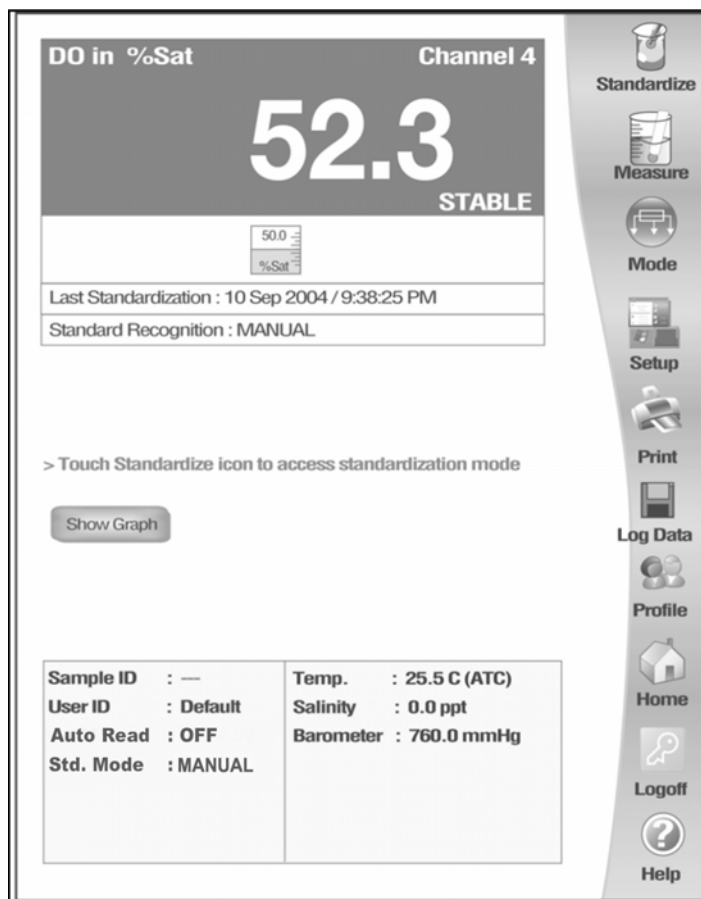 DO in %Sat Channel 4
52.3
STABLE
50.0
%Sat
Last Standardization : 10 Sep 2004 / 9:38:25 PM
Standard Recognition : MANUAL
> Touch Standardize icon to access standardization mode
Show Graph
Sample ID : ---
User ID : Default
Auto Read : OFF
Std. Mode : MANUAL
Temp. : 25.5 C (ATC)
Salinity : 0.0 ppt
Barometer : 760.0 mmHg
Standardize
Measure
Mode
Setup
Print
Log Data
Profile
Home
Logoff
Help